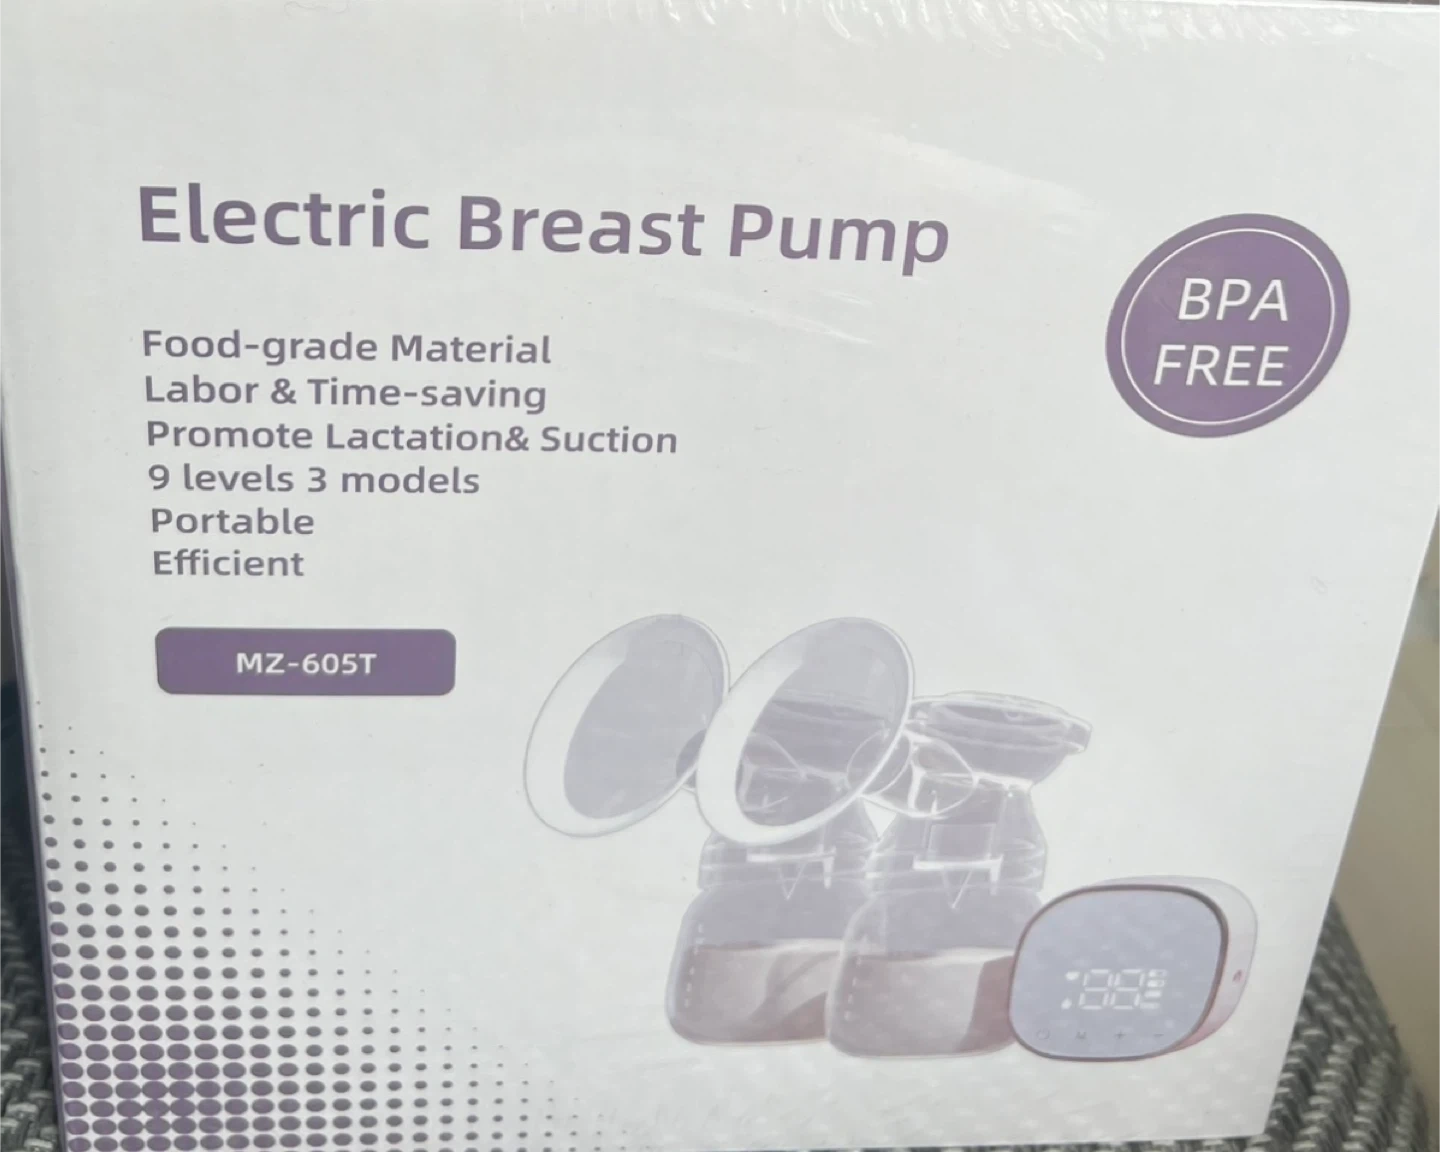 Electric Breast Pump
BPA
FREE
Food-grade Material
Labor & Time-saving
Promote Lactation& Suction
9 levels 3 models
Portable
Efficient
MZ-605T
88